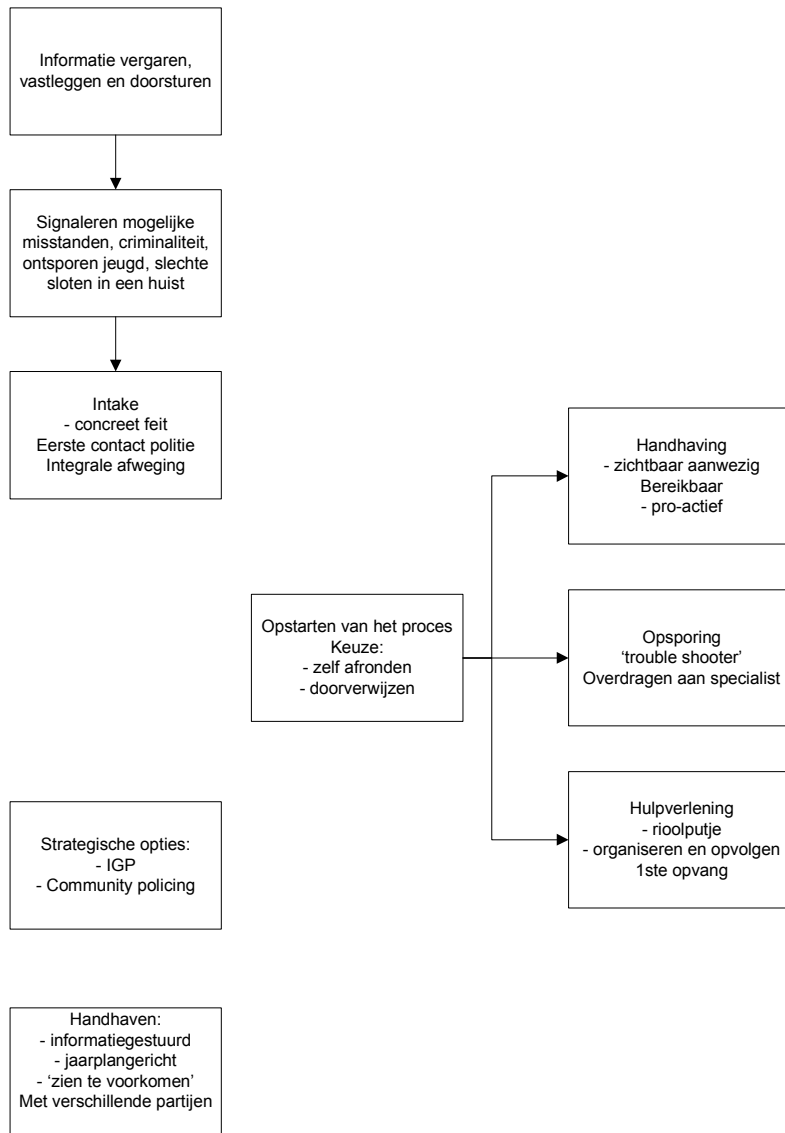 Informatie vergaren,
vastleggen en doorsturen
Signaleren mogelijke
misstanden, criminaliteit,
ontsporen jeugd, slechte
sloten in een huist
Intake
- concreet feit
Eerste contact politie
Integrale afweging
Handhaving
- zichtbaar aanwezig
Bereikbaar
- pro-actief
Opstarten van het proces
Keuze:
- zelf afronden
- doorverwijzen
Opsporing
‘trouble shooter’
Overdragen aan specialist
Hulpverlening
- rioolputje
- organiseren en opvolgen
1ste opvang
Strategische opties:
- IGP
- Community policing
Handhaven:
- informatiegestuurd
- jaarplangericht
- ‘zien te voorkomen’
Met verschillende partijen